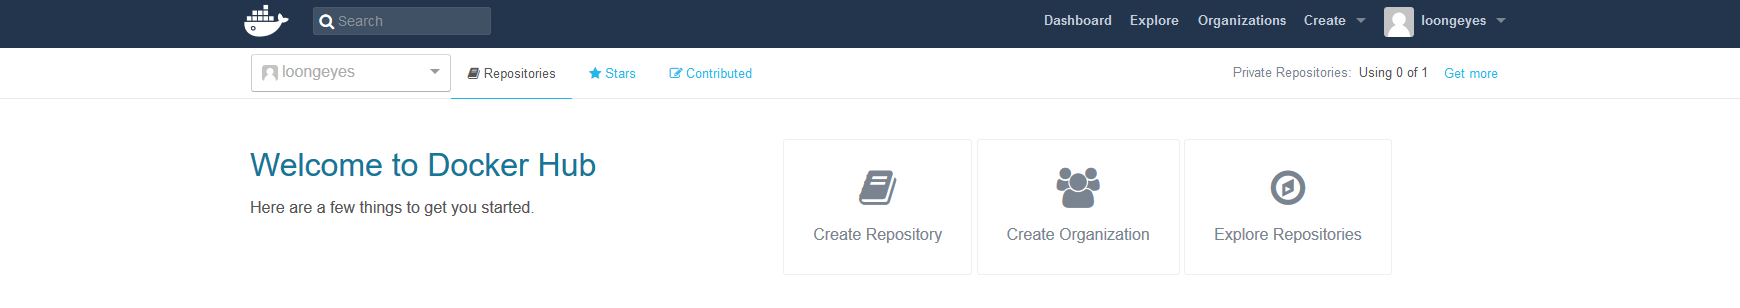 Search
Dashboard Explore Organizations Create loongeyes
loongeyes Repositories Stars Contributed Private Repositories: Using 0 of 1 Get more
Welcome to Docker Hub
Here are a few things to get you started.
Create Repository Create Organization Explore Repositories